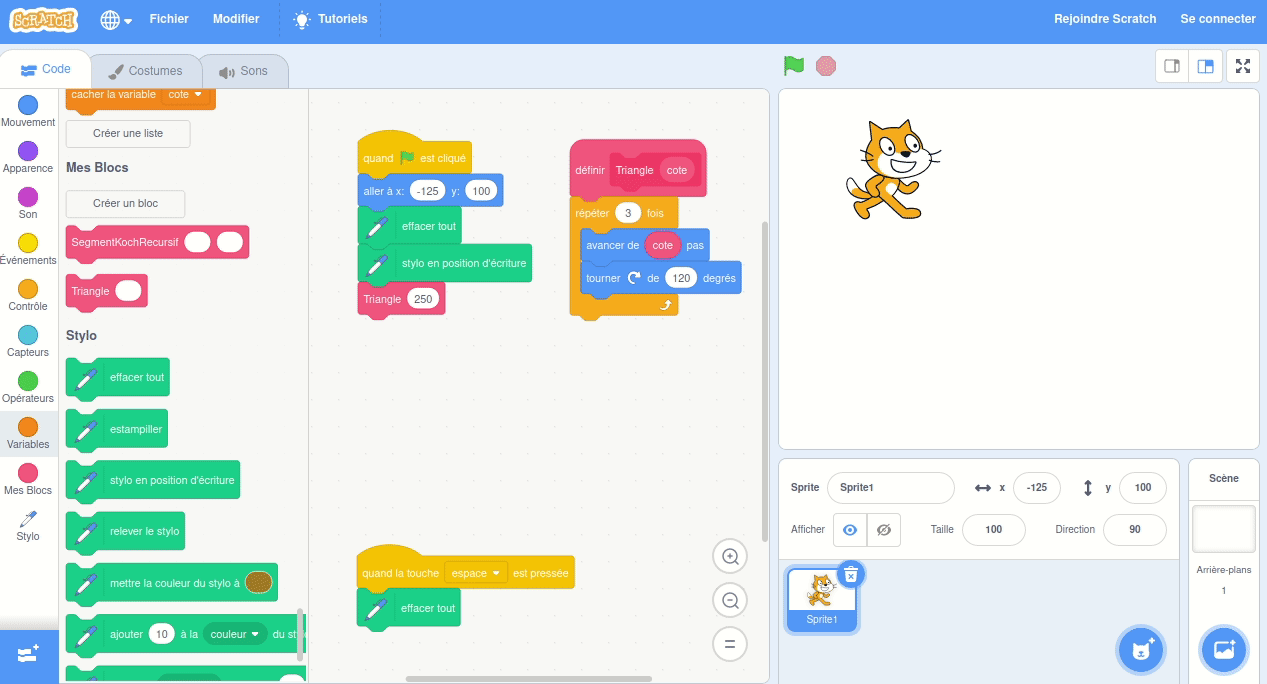 SCRATCH
Fichier
Modifier
Tutoriels
Rejoindre Scratch
Se connecter
Code
Costumes
Sons
Mouvement
Apparence
Son
Événements
Contrôle
Capteurs
Opérateurs
Variables
Mes Blocs
Stylo
cacher la variable cote
Créer une liste
Mes Blocs
Créer un bloc
SegmentKochRecursif
Triangle
Stylo
effacer tout
estampiller
stylo en position d'écriture
relever le stylo
mettre la couleur du stylo à
ajouter 10 à la couleur du st
quand est cliqué
aller à x: -125 y: 100
effacer tout
stylo en position d'écriture
Triangle 250
définir Triangle cote
répéter 3 fois
avancer de cote pas
tourner de 120 degrés
quand la touche espace est pressée
effacer tout
Sprite Sprite1 x -125 y 100
Afficher Taille 100 Direction 90
Sprite1
Scène
Arrière-plans
1